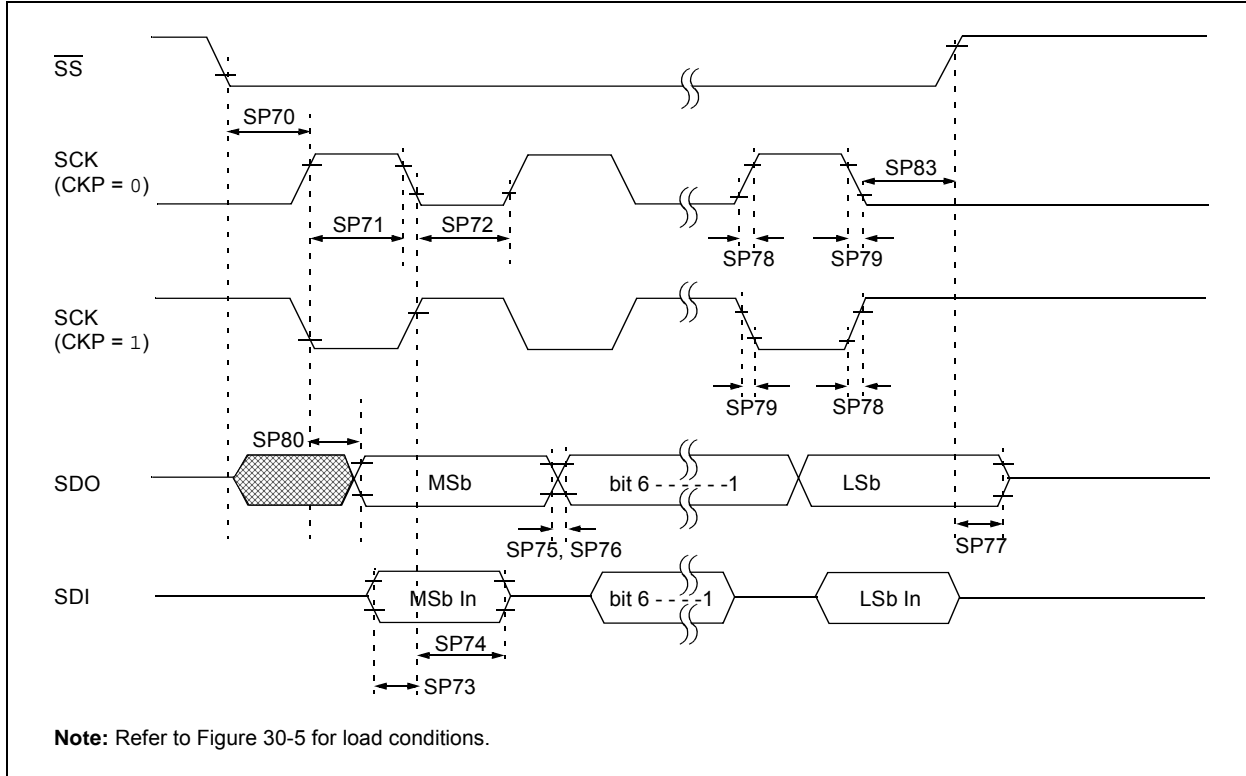 SS
SP70
SCK
(CKP = 0)
SP83
SP71
SP72
SP78
SP79
SCK
(CKP = 1)
SP79
SP78
SP80
SDO
MSb
bit 6 - - - - - -1
LSb
SP75, SP76
SP77
SDI
MSb In
bit 6 - - - -1
LSb In
SP74
SP73
Note: Refer to Figure 30-5 for load conditions.